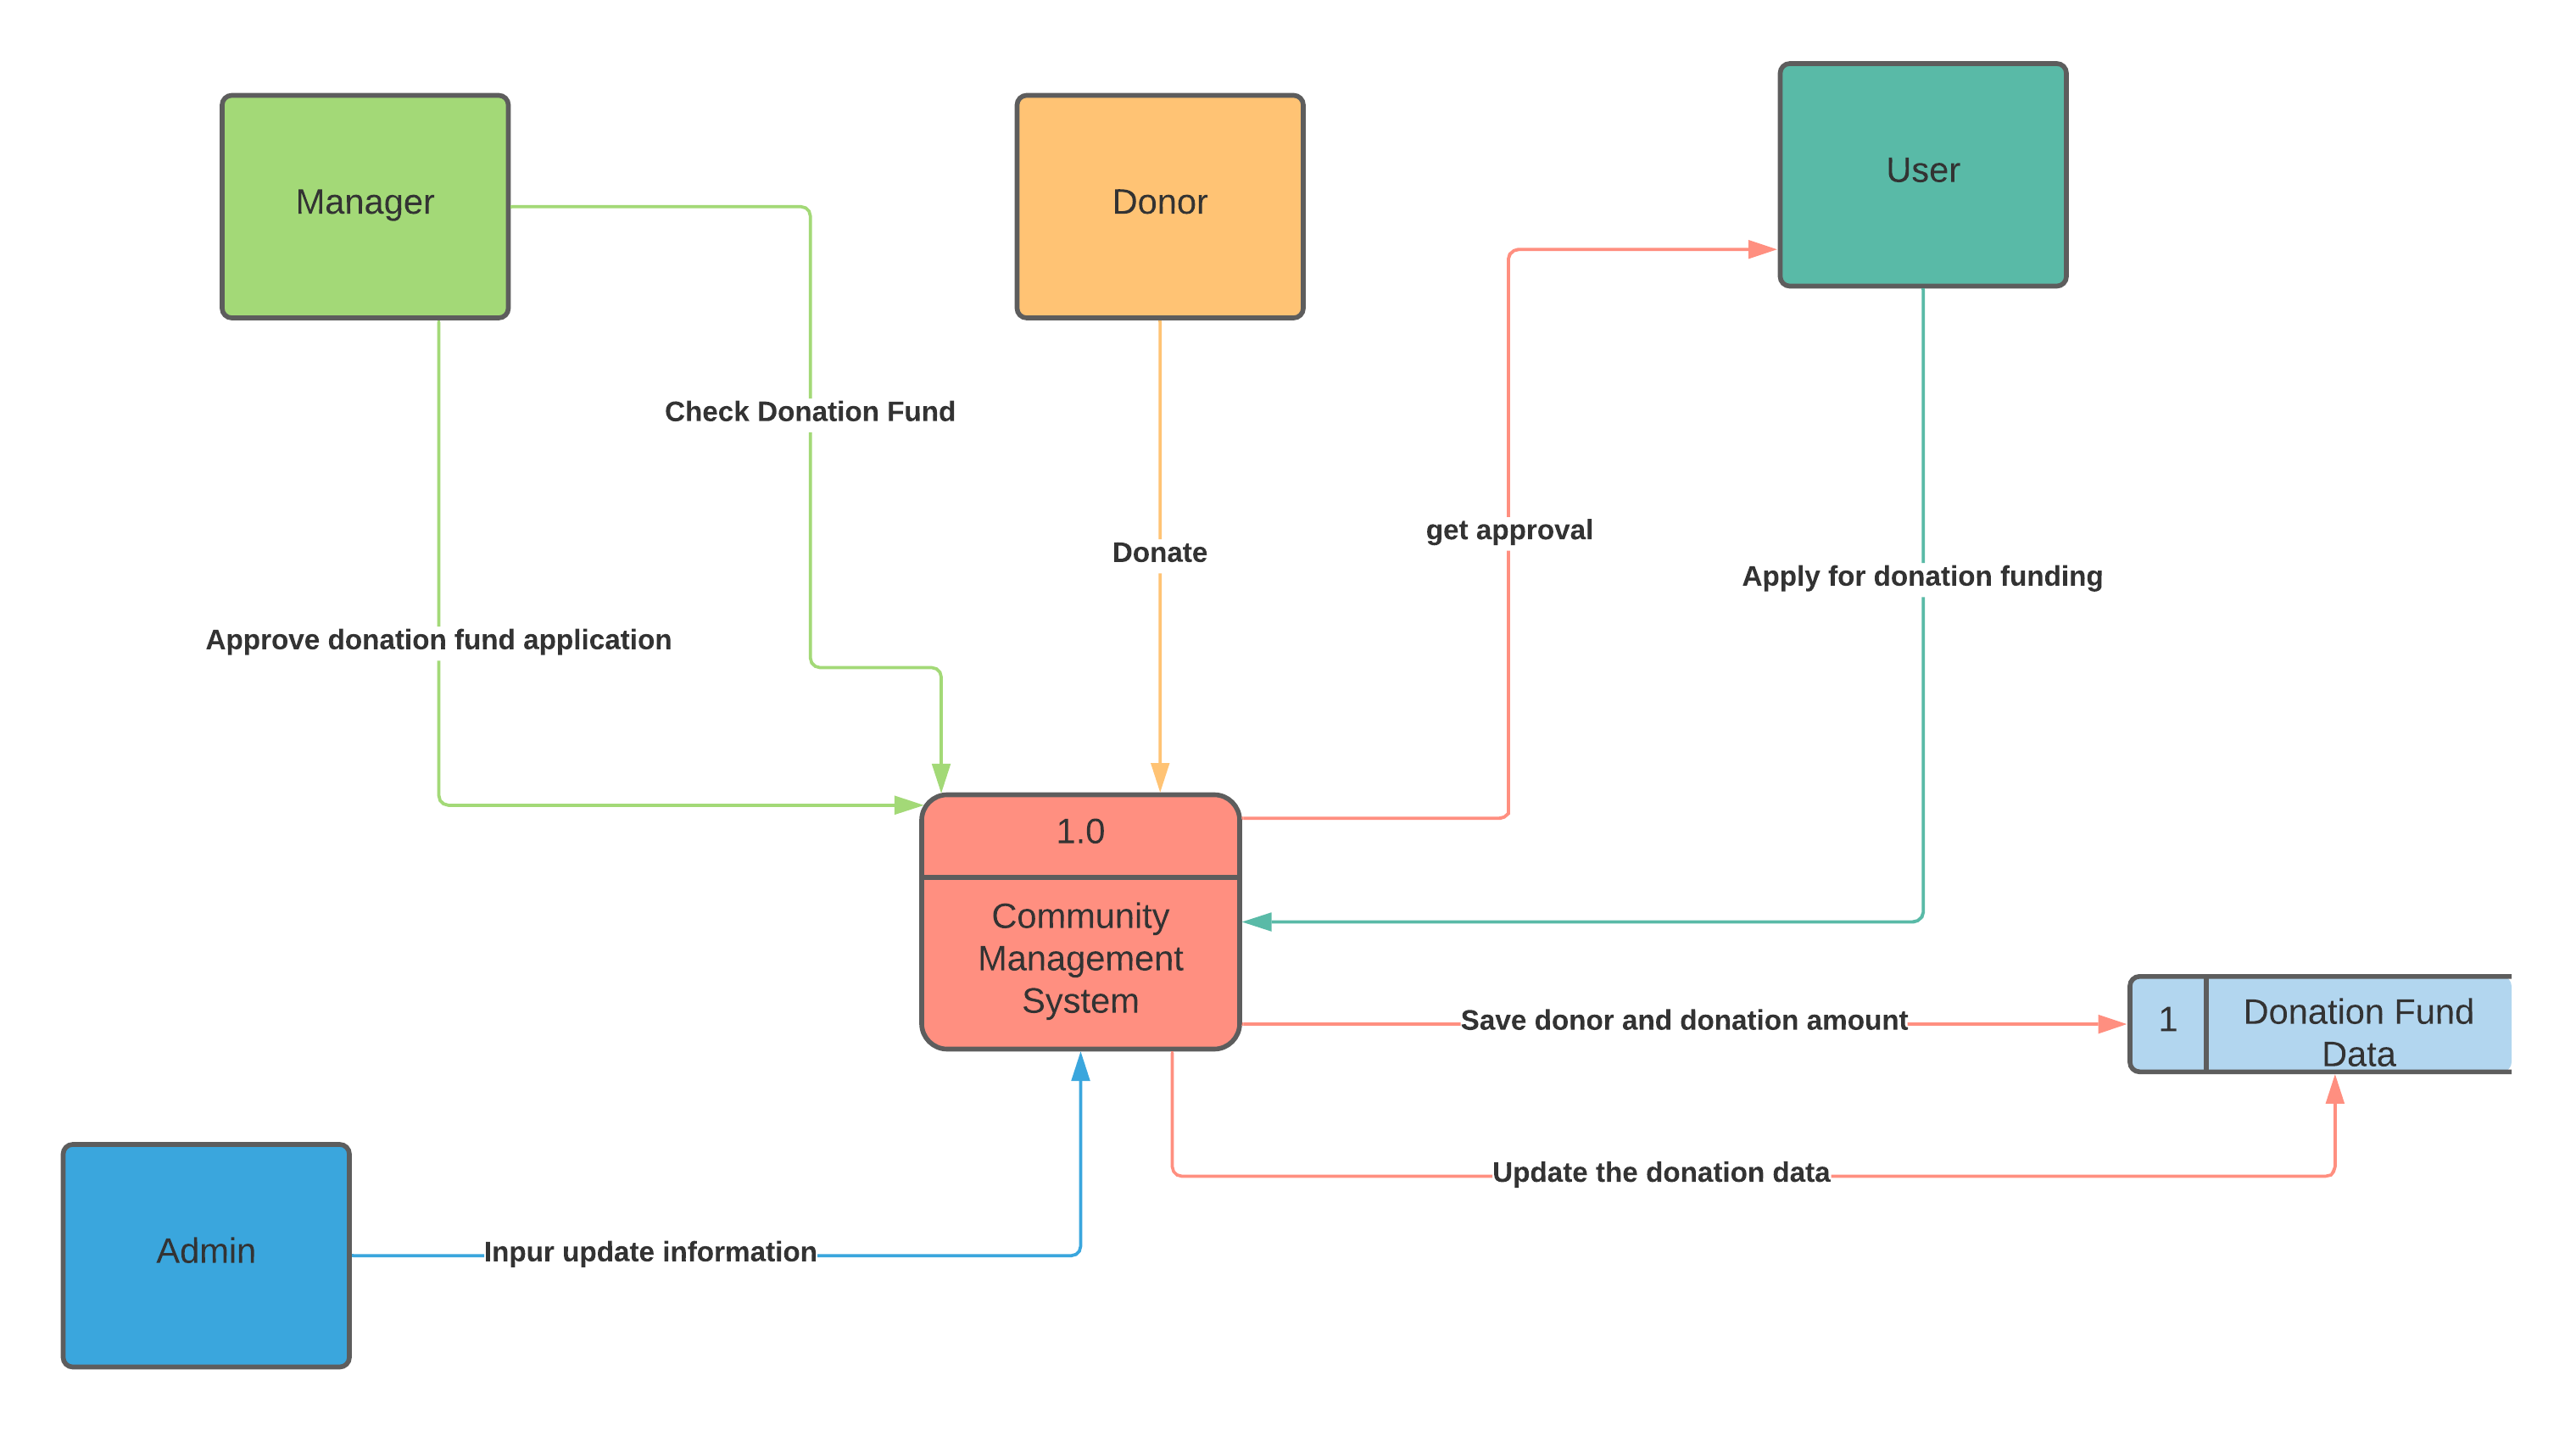 Manager
Donor
User
Check Donation Fund
get approval
Donate
Apply for donation funding
Approve donation fund application
1.0
Community
Management
System
Save donor and donation amount
1
Donation Fund
Data
Update the donation data
Admin
Inpur update information